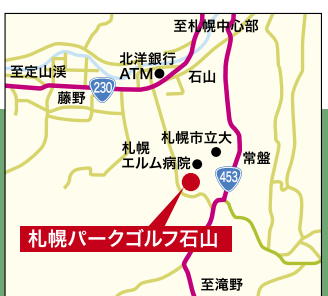 至札幌中心部
北洋銀行
ATM
至定山渓
石山
230
藤野
札幌市立大
札幌
エルム病院
常盤
453
札幌パークゴルフ石山
至滝野